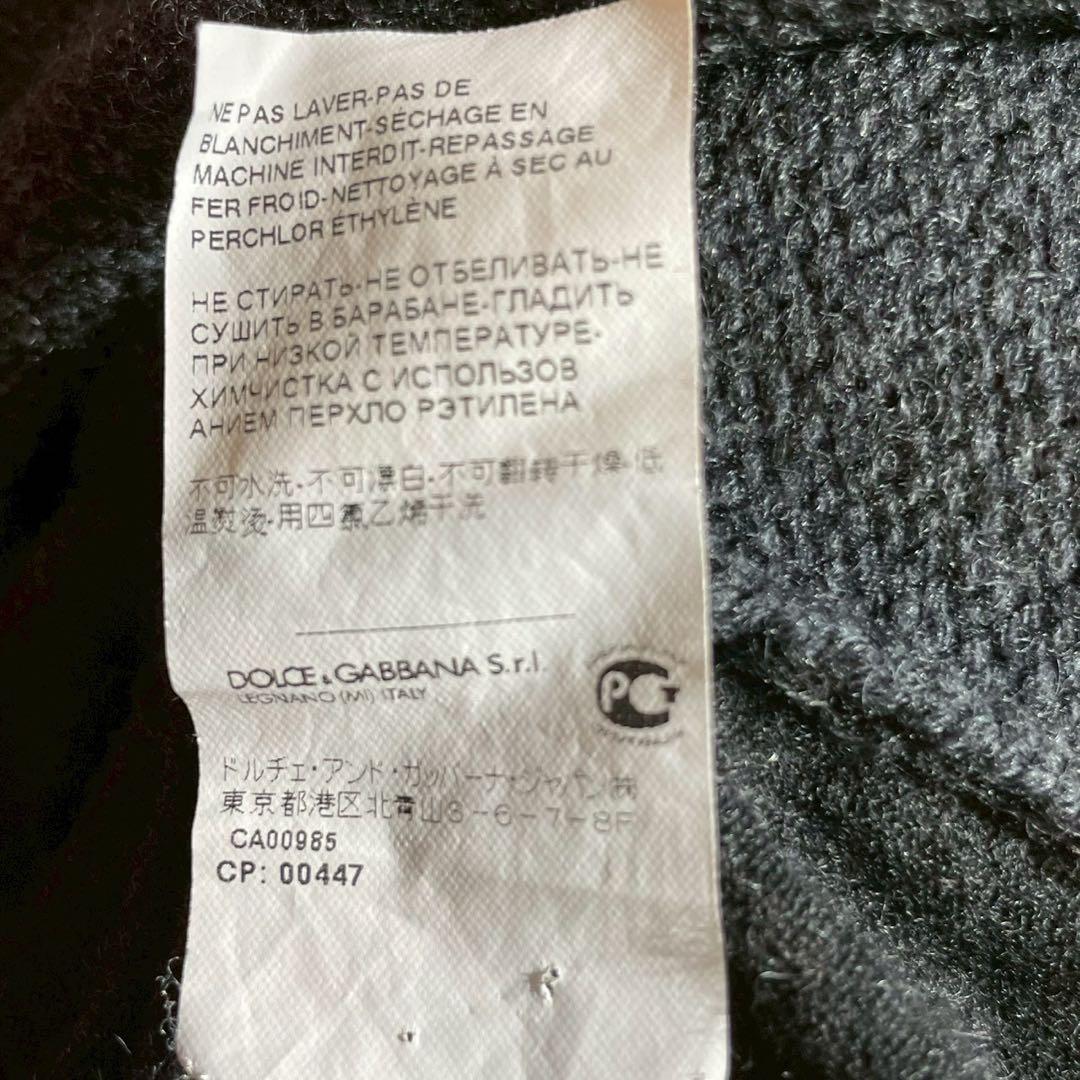 NE PAS LAVER-PAS DE
BLANCHIMENT-SÉCHAGE EN
MACHINE INTERDIT-REPASSAGE
FER FROID-NETTOYAGE À SEC AU
PERCHLOR ÉTHYLÈNE
НЕ СТИРАТЬ-НЕ ОТБЕЛИВАТЬ-НЕ
СУШИТЬ В БАРАБАНЕ-ГЛАДИТЬ
ПРИ НИЗКОЙ ТЕМПЕРАТУРЕ-
ХИМЧИСТКА С ИСПОЛЬЗОВ
АНИЕМ ПЕРХЛО РЭТИЛЕНА
不可水洗-不可漂白-不可翻转干燥-低
温熨烫-用四氯乙烯干洗
DOLCE & GABBANA S.r.l.
LEGNANO (MI) ITALY
PG
ドルチェ・アンド・ガッバーナ・ジャパン㈱
東京都港区北青山3-6-7-8F
CA00985
CP: 00447